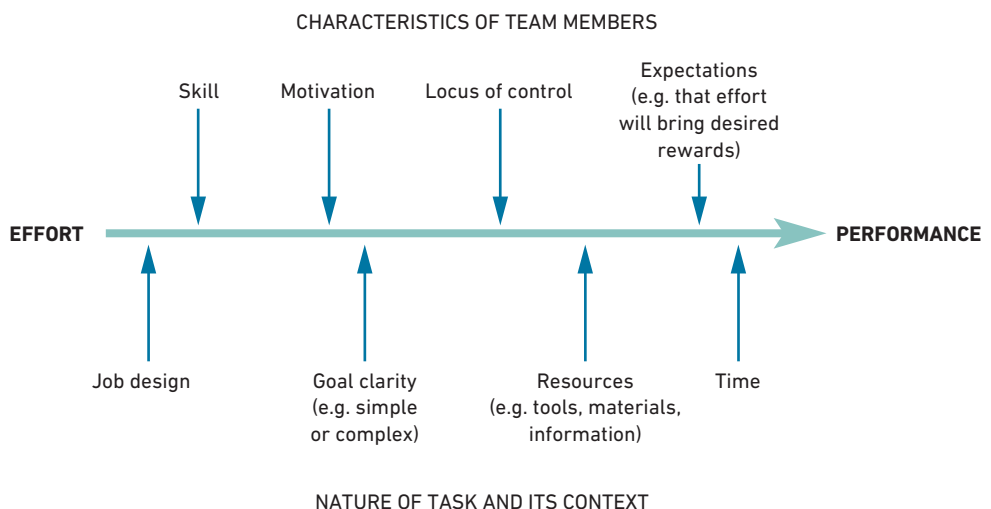 CHARACTERISTICS OF TEAM MEMBERS
Skill
Motivation
Locus of control
Expectations
(e.g. that effort
will bring desired
rewards)
EFFORT
PERFORMANCE
Job design
Goal clarity
(e.g. simple
or complex)
Resources
(e.g. tools, materials,
information)
Time
NATURE OF TASK AND ITS CONTEXT